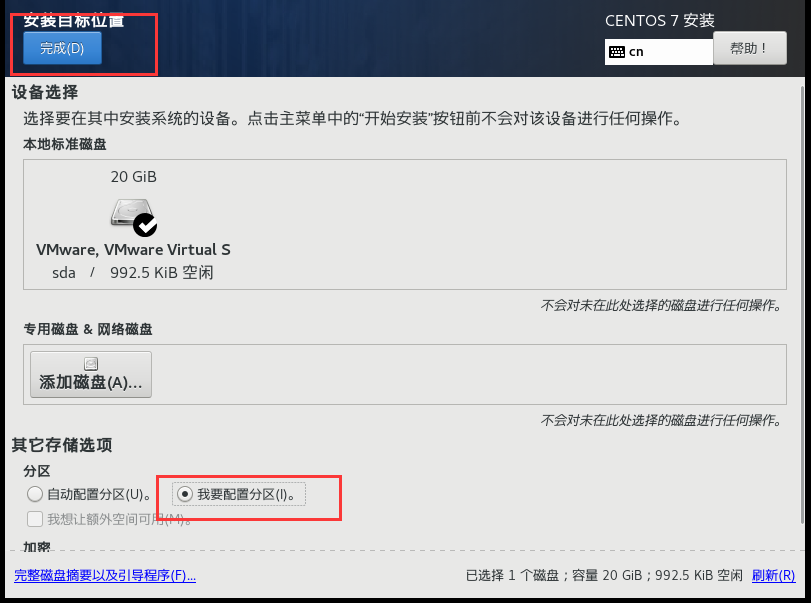 安装目标位置
CENTOS 7 安装
完成(D)
cn
帮助！
设备选择
选择要在其中安装系统的设备。点击主菜单中的“开始安装”按钮前不会对该设备进行任何操作。
本地标准磁盘
20 GiB
VMware, VMware Virtual S
sda / 992.5 KiB 空闲
不会对未在此处选择的磁盘进行任何操作。
专用磁盘 & 网络磁盘
添加磁盘(A)...
不会对未在此处选择的磁盘进行任何操作。
其它存储选项
分区
自动配置分区(U)。 我要配置分区(I)。
我想让额外空间可用(M)。
加密
完整磁盘摘要以及引导程序(F)...
已选择 1 个磁盘；容量 20 GiB；992.5 KiB 空闲 刷新(R)